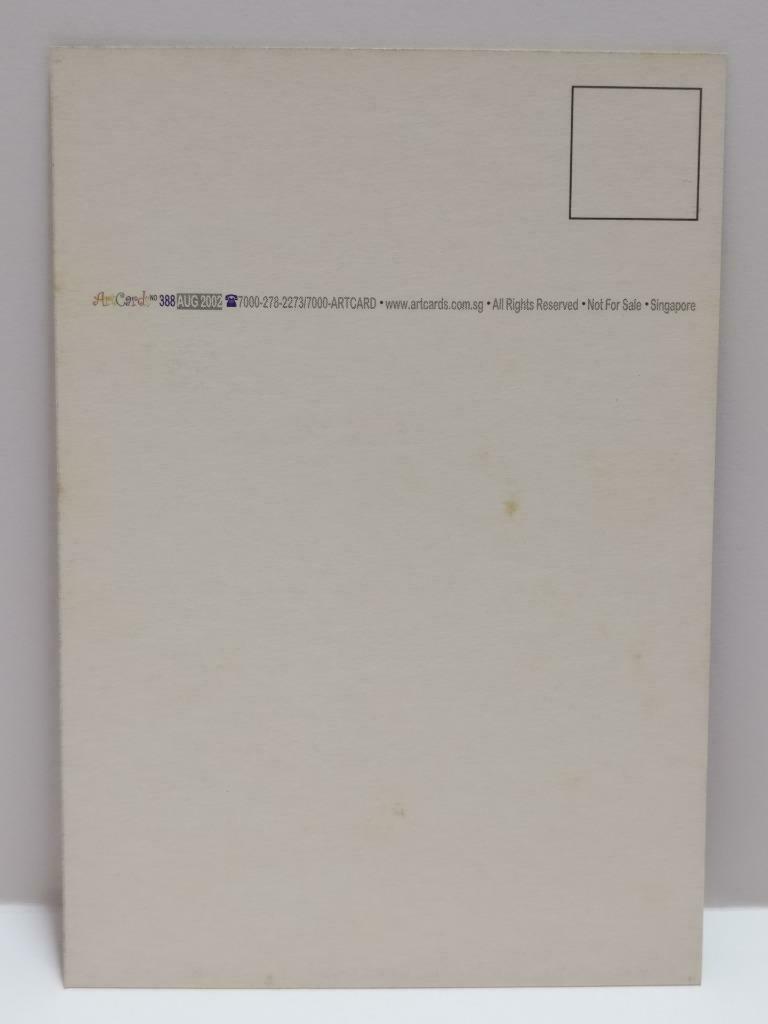 ArtCards NO 388 AUG 2002 ☎7000-278-2273/7000-ARTCARD • www.artcards.com.sg • All Rights Reserved • Not For Sale • Singapore